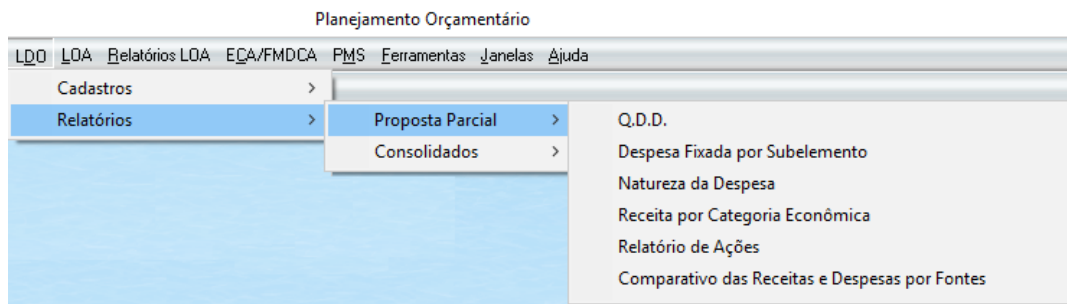 Planejamento Orçamentário
LDO LOA Relatórios LOA ECA/FMDCA PMS Ferramentas Janelas Ajuda
Cadastros >
Relatórios > Proposta Parcial > Q.D.D.
Consolidados > Despesa Fixada por Subelemento
Natureza da Despesa
Receita por Categoria Econômica
Relatório de Ações
Comparativo das Receitas e Despesas por Fontes